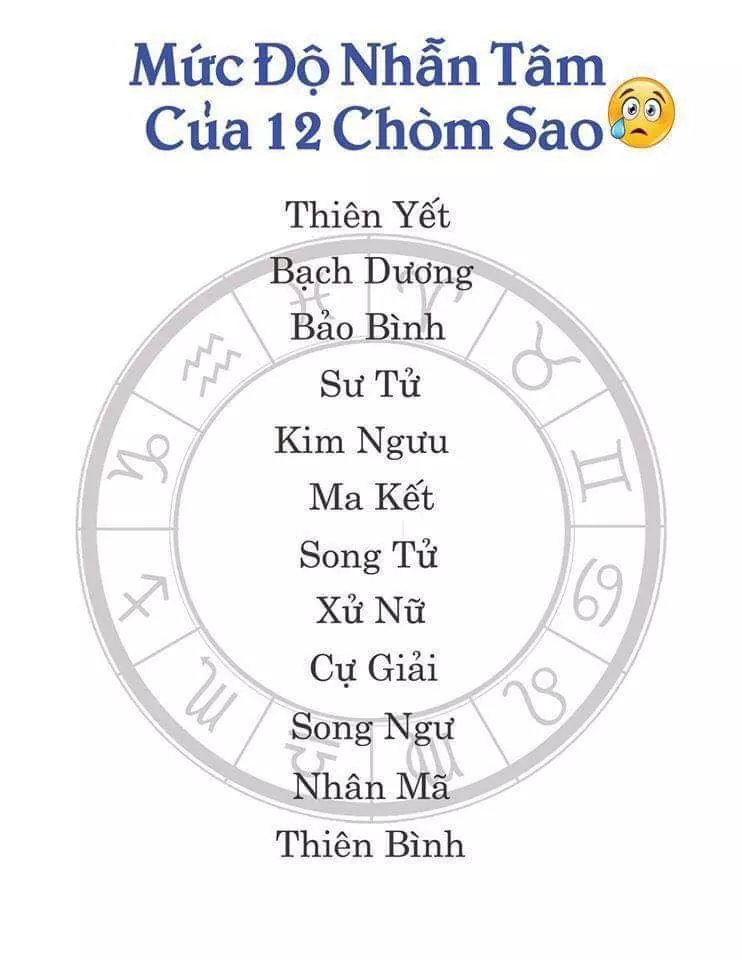 Mức Độ Nhẫn Tâm
Của 12 Chòm Sao
Thiên Yết
Bạch Dương
Bảo Bình
Sư Tử
Kim Ngưu
Ma Kết
Song Tử
Xử Nữ
Cự Giải
Song Ngư
Nhân Mã
Thiên Bình